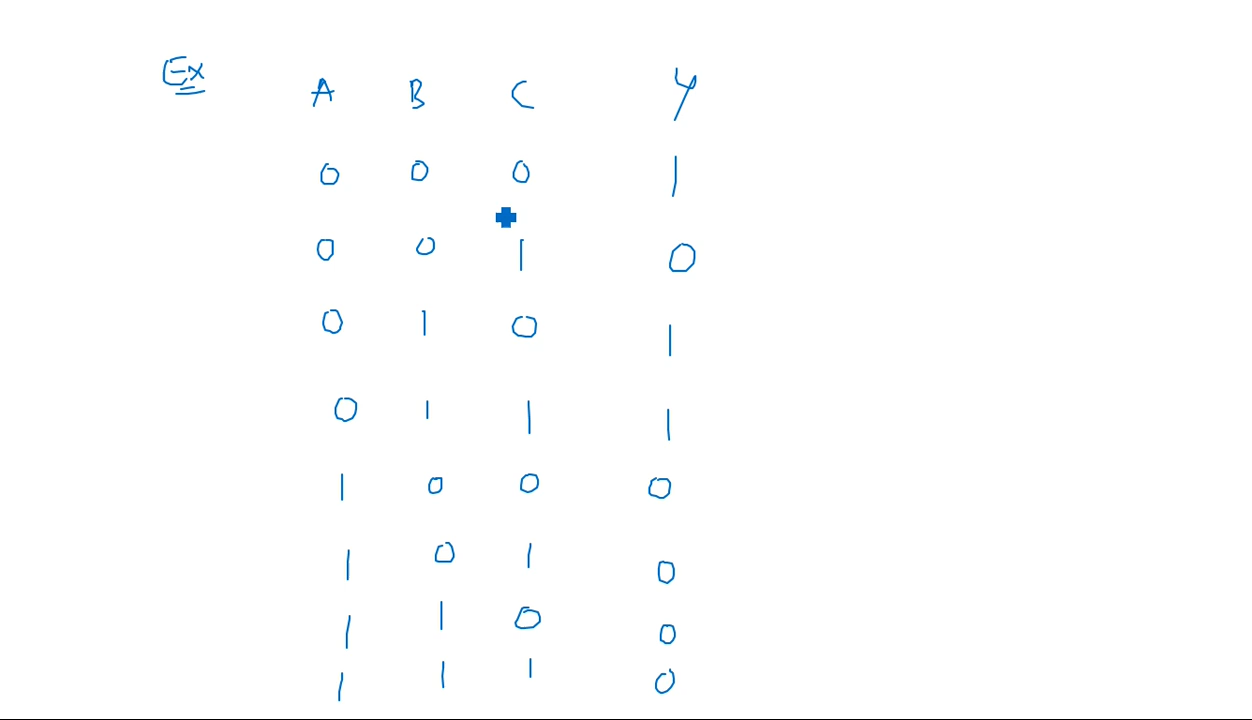 Ex
A B C Y
0 0 0 1
0 0 1 0
0 1 0 1
0 1 1 1
1 0 0 0
1 0 1 0
1 1 0 0
1 1 1 0